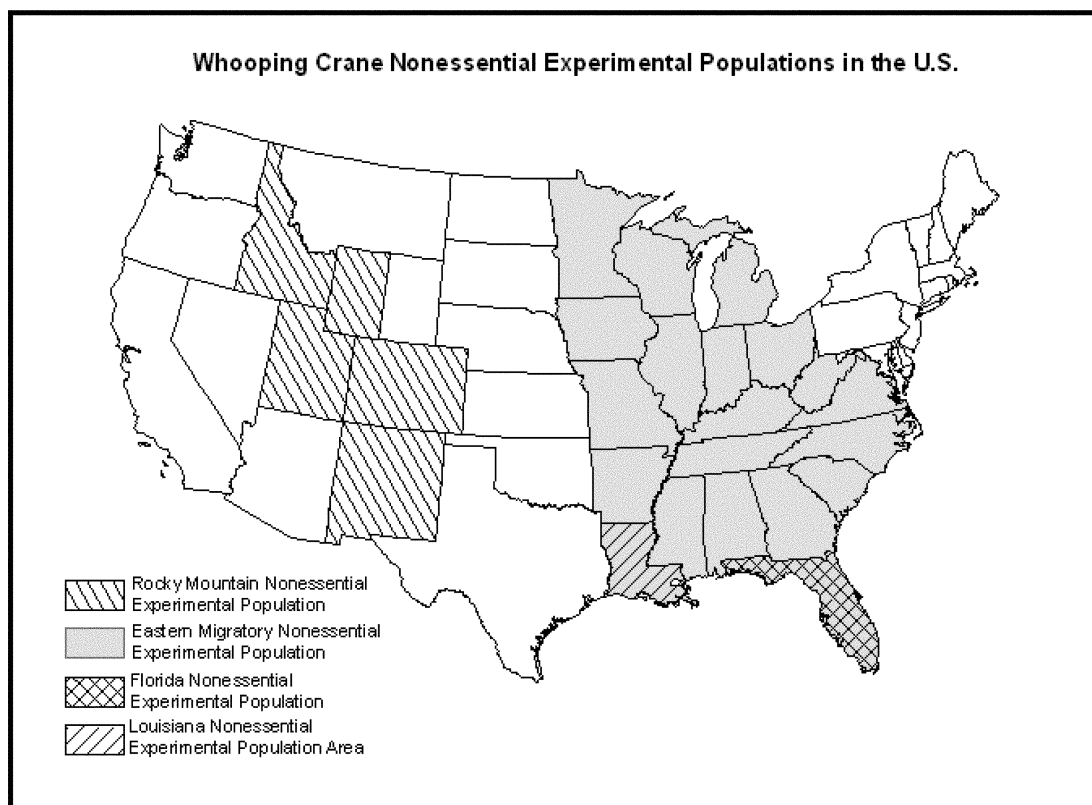 Whooping Crane Nonessential Experimental Populations in the U.S.
Rocky Mountain Nonessential
Experimental Population
Eastern Migratory Nonessential
Experimental Population
Florida Nonessential
Experimental Population
Louisiana Nonessential
Experimental Population Area